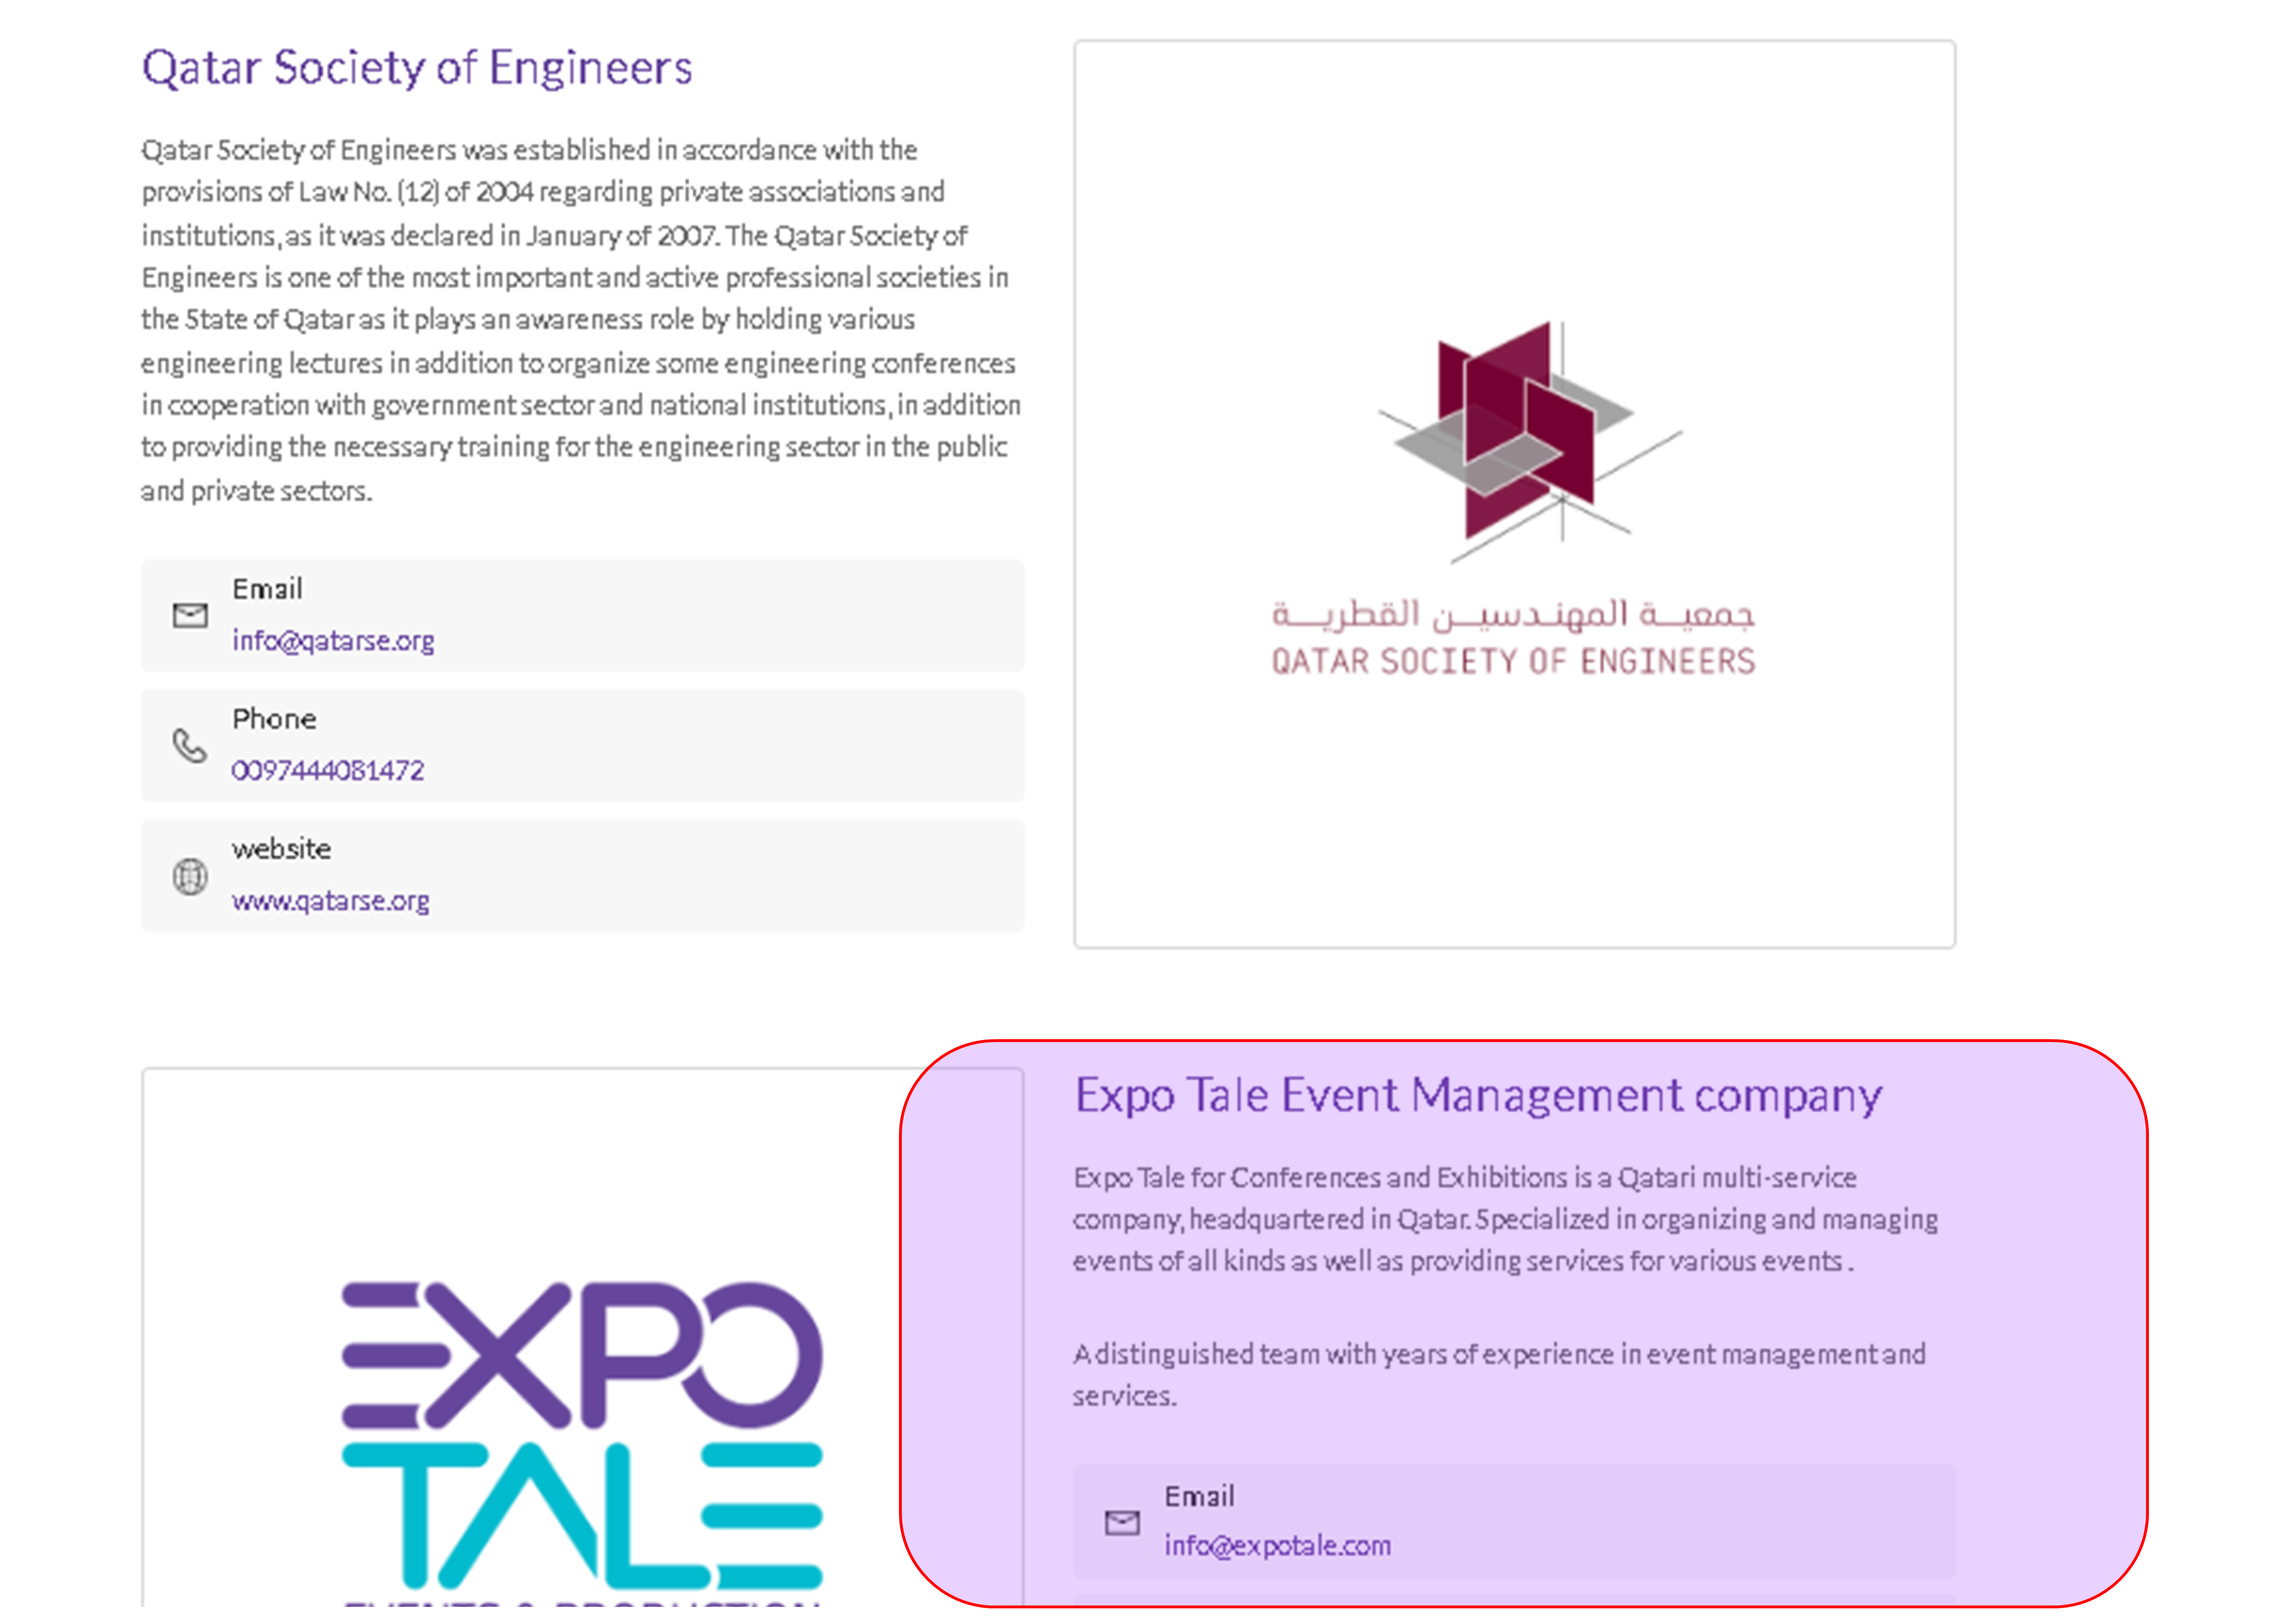 Qatar Society of Engineers
Qatar Society of Engineers was established in accordance with the
provisions of Law No. (12) of 2004 regarding private associations and
institutions, as it was declared in January of 2007. The Qatar Society of
Engineers is one of the most important and active professional societies in
the State of Qatar as it plays an awareness role by holding various
engineering lectures in addition to organize some engineering conferences
in cooperation with government sector and national institutions, in addition
to providing the necessary training for the engineering sector in the public
and private sectors.
Email
info@qatarse.org
Phone
0097444081472
website
www.qatarse.org
جمعية المهندسين القطرية
QATAR SOCIETY OF ENGINEERS
EXPO
TALE
EVENTS & PRODUCTION
Expo Tale Event Management company
Expo Tale for Conferences and Exhibitions is a Qatari multi-service
company, headquartered in Qatar. Specialized in organizing and managing
events of all kinds as well as providing services for various events .
A distinguished team with years of experience in event management and
services.
Email
info@expotale.com